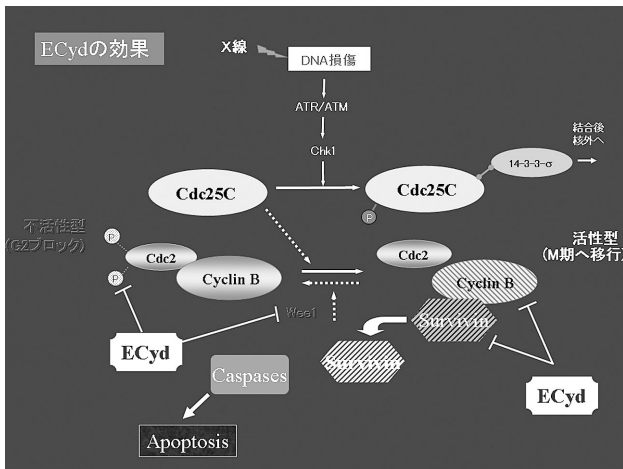 ECydの効果
X線
DNA損傷
ATR/ATM
Chk1
結合後
核外へ
14-3-3-σ
Cdc25C
Cdc25C
P
不活性型
(G2ブロック)
P
Cdc2
Cyclin B
P
Cdc2
Cyclin B
活性型
(M期へ移行)
Wee1
Survivin
ECyd
Survivin
Caspases
ECyd
Apoptosis